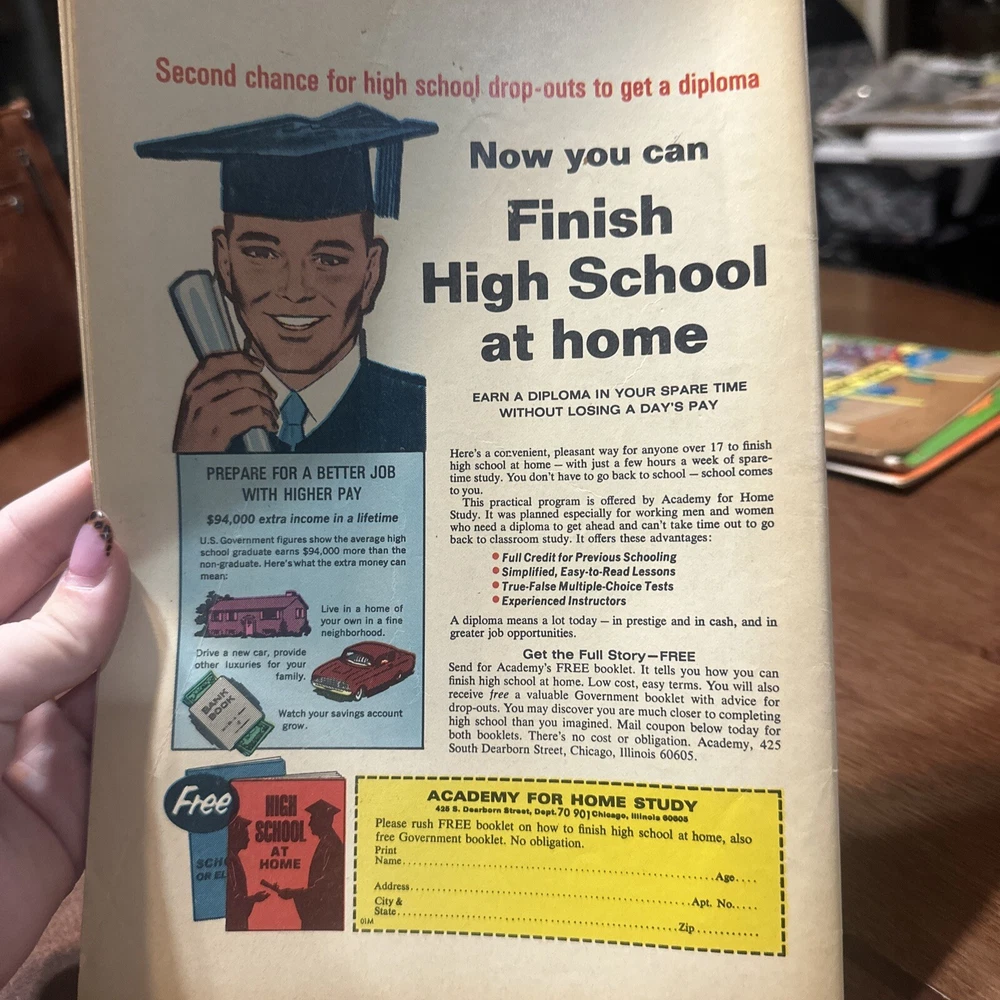 Second chance for high school drop-outs to get a diploma
Now you can
Finish
High School
at home
EARN A DIPLOMA IN YOUR SPARE TIME
WITHOUT LOSING A DAY'S PAY
Here's a convenient, pleasant way for anyone over 17 to finish
high school at home — with just a few hours a week of spare-
time study. You don't have to go back to school — school comes
to you.
This practical program is offered by Academy for Home
Study. It was planned especially for working men and women
who need a diploma to get ahead and can't take time out to go
back to classroom study. It offers these advantages:
• Full Credit for Previous Schooling
• Simplified, Easy-to-Read Lessons
• True-False Multiple-Choice Tests
• Experienced Instructors
A diploma means a lot today — in prestige and in cash, and in
greater job opportunities.
Get the Full Story—FREE
Send for Academy's FREE booklet. It tells you how you can
finish high school at home. Low cost, easy terms. You will also
receive free a valuable Government booklet with advice for
drop-outs. You may discover you are much closer to completing
high school than you imagined. Mail coupon below today for
both booklets. There's no cost or obligation. Academy, 425
South Dearborn Street, Chicago, Illinois 60605.
PREPARE FOR A BETTER JOB
WITH HIGHER PAY
$94,000 extra income in a lifetime
U.S. Government figures show the average high
school graduate earns $94,000 more than the
non-graduate. Here's what the extra money can
mean:
Live in a home of
your own in a fine
neighborhood.
Drive a new car, provide
other luxuries for your
family.
BANK
BOOK
Watch your savings account
grow.
Free
SCHO
OR EL
HIGH
SCHOOL
AT
HOME
ACADEMY FOR HOME STUDY
425 S. Dearborn Street, Dept. 70 901 Chicago, Illinois 60605
Please rush FREE booklet on how to finish high school at home, also
free Government booklet. No obligation.
Print
Name..........Age....
Address..........Apt. No.....
City &
State..........Zip..........
01M